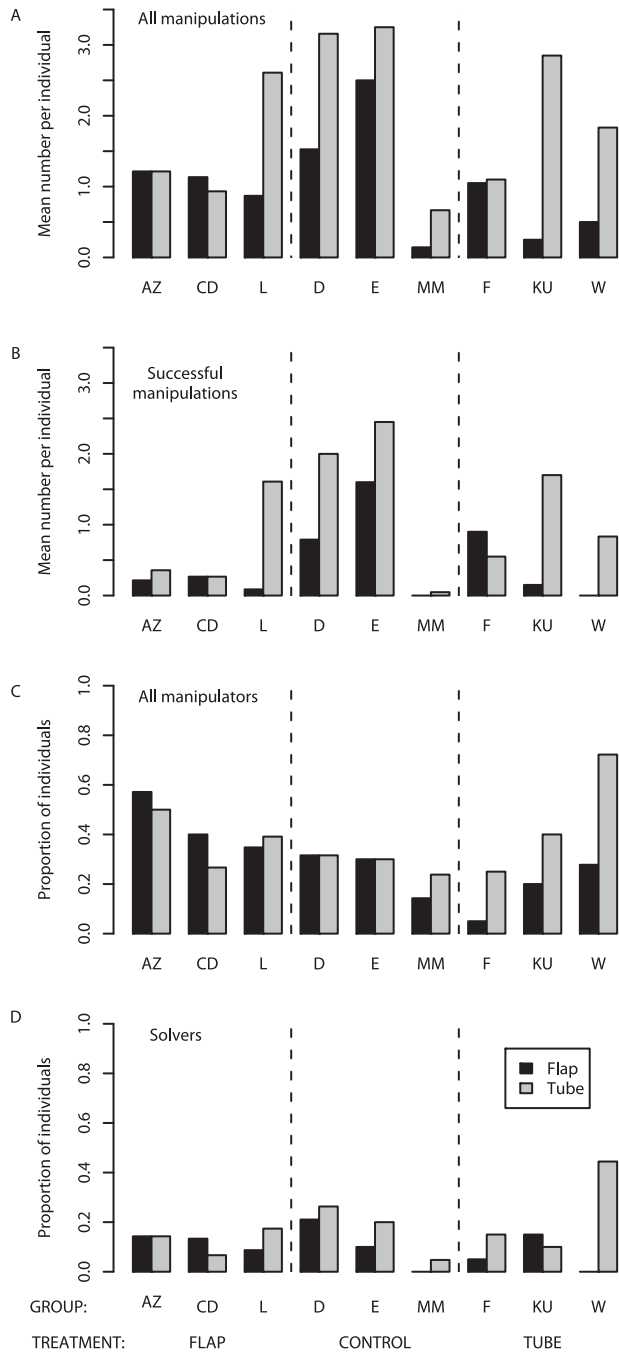 A
All manipulations
Mean number per individual
3.0
2.0
1.0
0.0
AZ CD L D E MM F KU W
B
Successful
manipulations
Mean number per individual
3.0
2.0
1.0
0.0
AZ CD L D E MM F KU W
C
All manipulators
Proportion of individuals
1.0
0.8
0.6
0.4
0.2
0.0
AZ CD L D E MM F KU W
D
Solvers
Proportion of individuals
1.0
0.8
0.6
0.4
0.2
0.0
Flap
Tube
GROUP: AZ CD L D E MM F KU W
TREATMENT: FLAP CONTROL TUBE